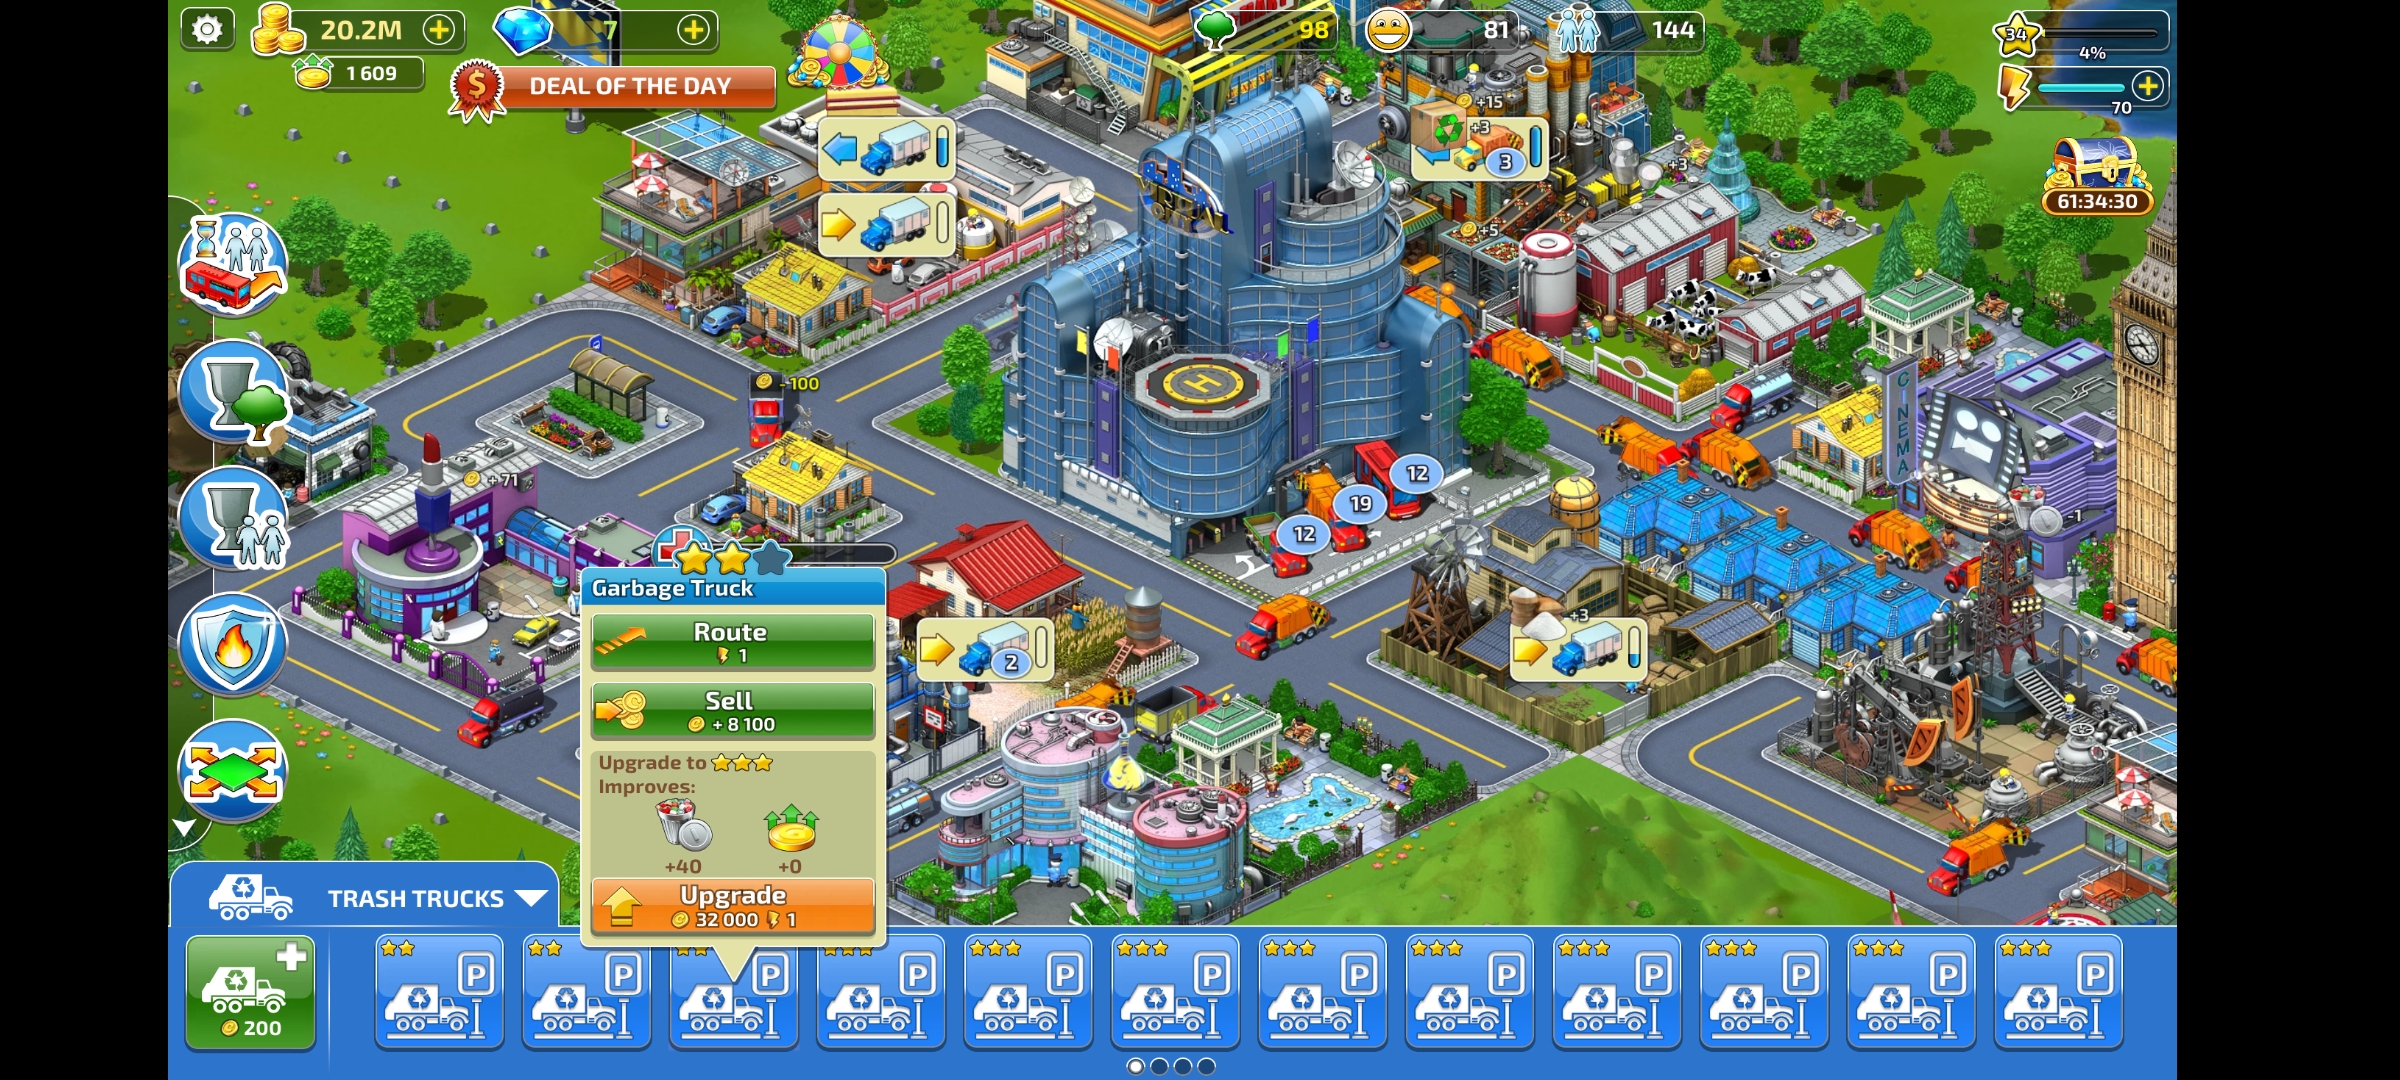 20.2M
7
98
81
144
34
4%
1 609
DEAL OF THE DAY
70
+15
+3
3
+3
61:34:30
+5
H
-100
CINEMA
+71
12
19
12
-1
Garbage Truck
Route
1
+3
2
Sell
+ 8 100
Upgrade to
Improves:
+40
+0
Upgrade
32 000 1
TRASH TRUCKS
200
P
P
P
P
P
P
P
P
P
P
P
P